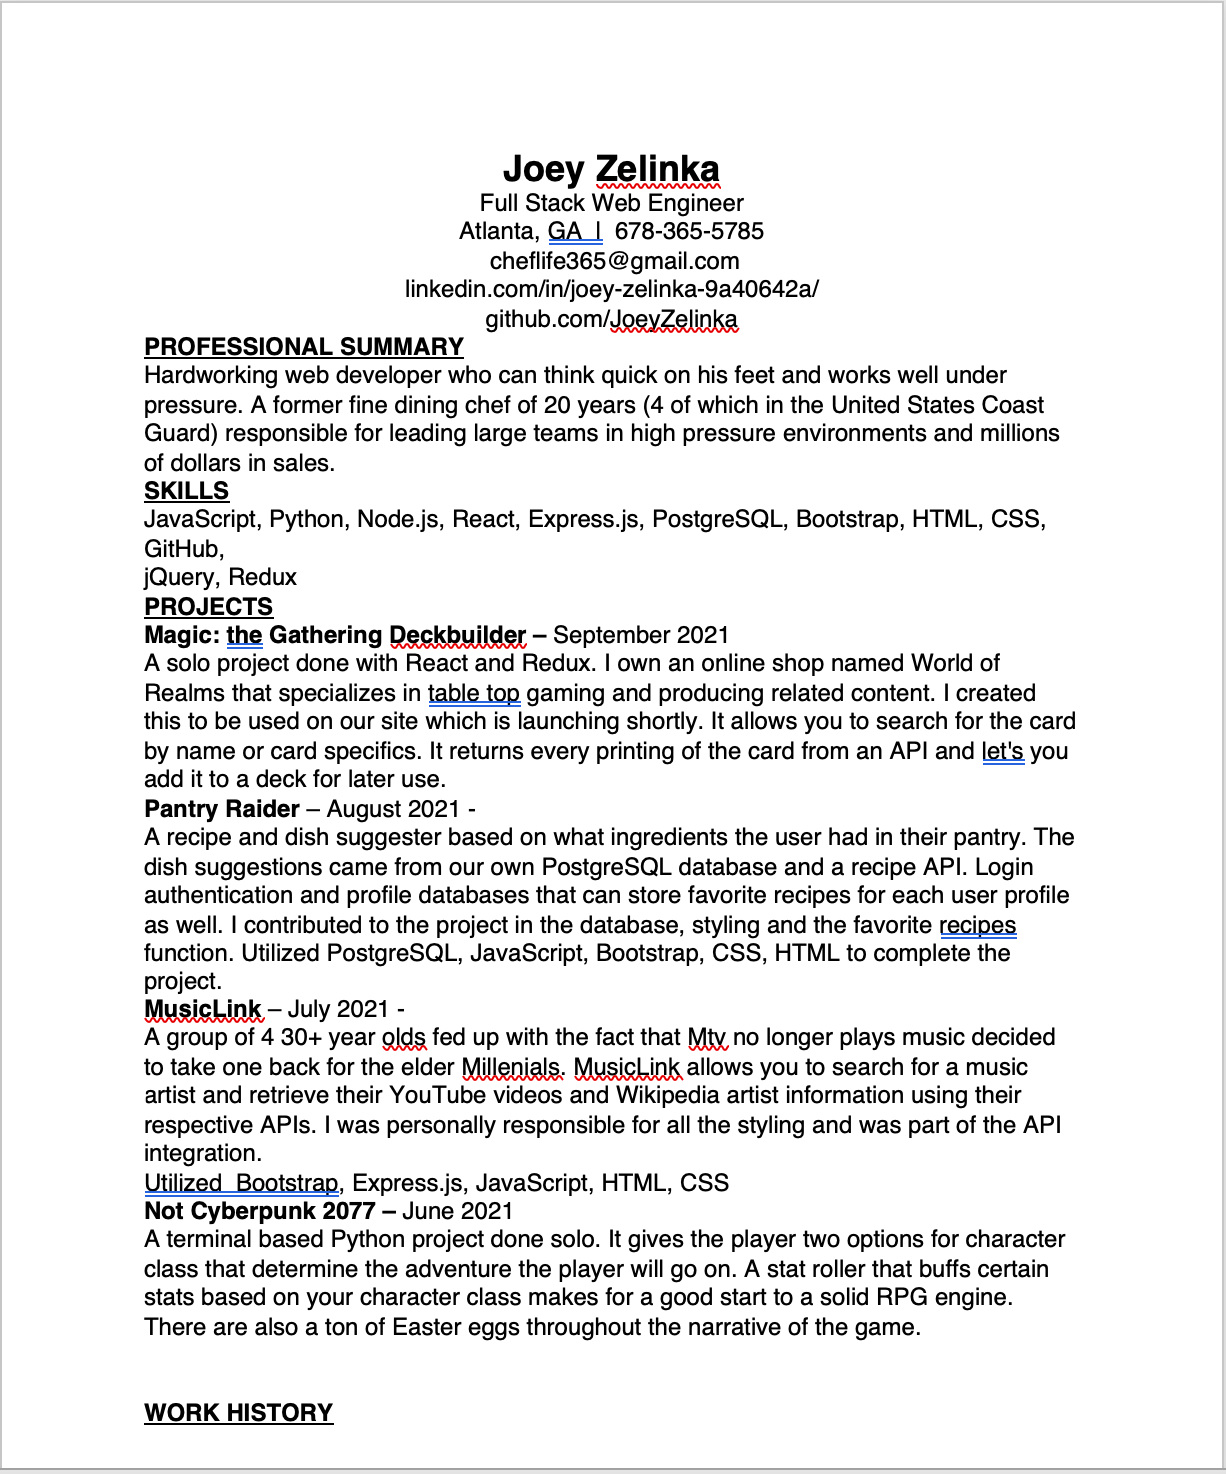 Joey Zelinka
Full Stack Web Engineer
Atlanta, GA  |  678-365-5785
cheflife365@gmail.com
linkedin.com/in/joey-zelinka-9a40642a/
github.com/JoeyZelinka
PROFESSIONAL SUMMARY
Hardworking web developer who can think quick on his feet and works well under
pressure. A former fine dining chef of 20 years (4 of which in the United States Coast
Guard) responsible for leading large teams in high pressure environments and millions
of dollars in sales.
SKILLS
JavaScript, Python, Node.js, React, Express.js, PostgreSQL, Bootstrap, HTML, CSS,
GitHub,
jQuery, Redux
PROJECTS
Magic: the Gathering Deckbuilder – September 2021
A solo project done with React and Redux. I own an online shop named World of
Realms that specializes in table top gaming and producing related content. I created
this to be used on our site which is launching shortly. It allows you to search for the card
by name or card specifics. It returns every printing of the card from an API and let's you
add it to a deck for later use.
Pantry Raider – August 2021 -
A recipe and dish suggester based on what ingredients the user had in their pantry. The
dish suggestions came from our own PostgreSQL database and a recipe API. Login
authentication and profile databases that can store favorite recipes for each user profile
as well. I contributed to the project in the database, styling and the favorite recipes
function. Utilized PostgreSQL, JavaScript, Bootstrap, CSS, HTML to complete the
project.
MusicLink – July 2021 -
A group of 4 30+ year olds fed up with the fact that Mtv no longer plays music decided
to take one back for the elder Millenials. MusicLink allows you to search for a music
artist and retrieve their YouTube videos and Wikipedia artist information using their
respective APIs. I was personally responsible for all the styling and was part of the API
integration.
Utilized  Bootstrap, Express.js, JavaScript, HTML, CSS
Not Cyberpunk 2077 – June 2021
A terminal based Python project done solo. It gives the player two options for character
class that determine the adventure the player will go on. A stat roller that buffs certain
stats based on your character class makes for a good start to a solid RPG engine.
There are also a ton of Easter eggs throughout the narrative of the game.
WORK HISTORY